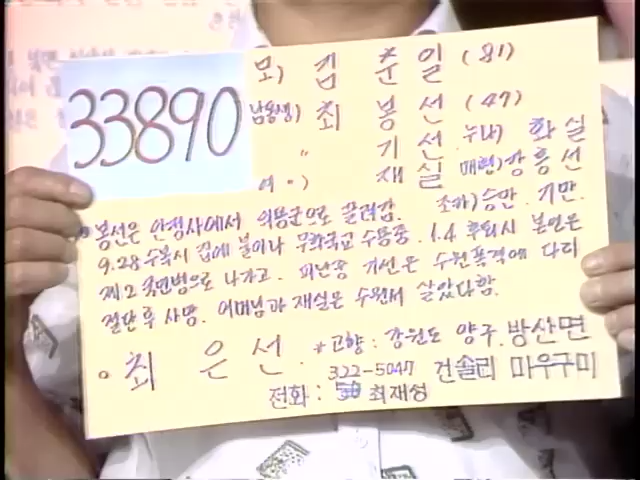 33890
모) 김 준 일 (81)
남동생) 최 봉 선 (47)
〃 기 선 누나) 화 실
여 〃) 재 실 매형) 방 흥 선
조카) 승만. 기만.
봉선은 안경사에서 의용군으로 끌려감.
9.28 수복시 집에 불이나 무학국교 수용중. 1.4 후퇴시 본인은
제2 국민병으로 나가고. 피난중 기선은 수원폭격에 다리
절단 후 사망. 어머님과 재실은 수원서 살았다함.
○ 최 은 선. *고향: 강원도 양구. 방산면
322-5047 건솔리 마우구미
전화: 최재성